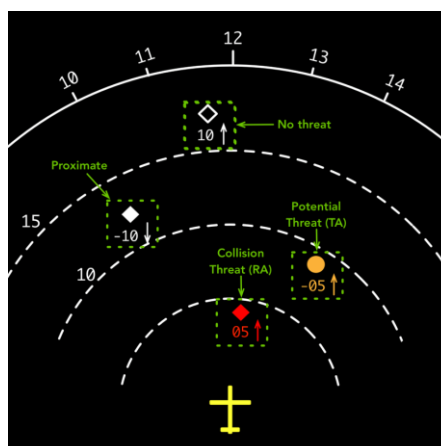 12
11
13
10
14
10 ↑
No threat
Proximate
15
-10 ↓
Potential
Threat (TA)
10
Collision
Threat (RA)
-05 ↑
05 ↑